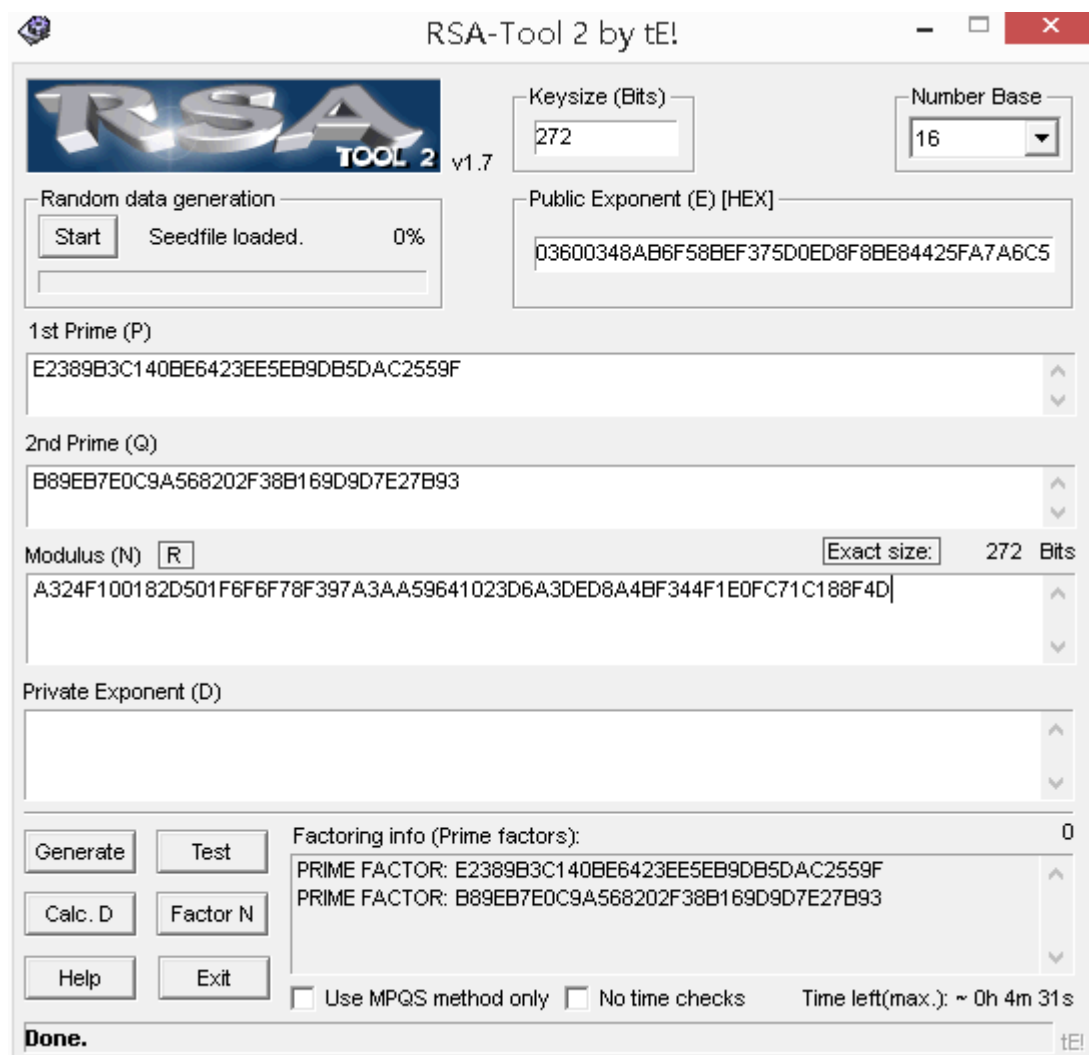 RSA-Tool 2 by tE!
RSA
TOOL 2 v1.7
Keysize (Bits)
272
Number Base
16
Random data generation
Start Seedfile loaded. 0%
Public Exponent (E) [HEX]
03600348AB6F58BEF375D0ED8F8BE84425FA7A6C5
1st Prime (P)
E2389B3C140BE6423EE5EB9DB5DAC2559F
2nd Prime (Q)
B89EB7E0C9A568202F38B169D9D7E27B93
Modulus (N) R Exact size: 272 Bits
A324F100182D501F6F6F78F397A3AA59641023D6A3DED8A4BF344F1E0FC71C188F4D
Private Exponent (D)
Generate Test
Calc. D Factor N
Help Exit
Factoring info (Prime factors): 0
PRIME FACTOR: E2389B3C140BE6423EE5EB9DB5DAC2559F
PRIME FACTOR: B89EB7E0C9A568202F38B169D9D7E27B93
Use MPQS method only No time checks Time left(max.): ~ 0h 4m 31s
Done. tE!